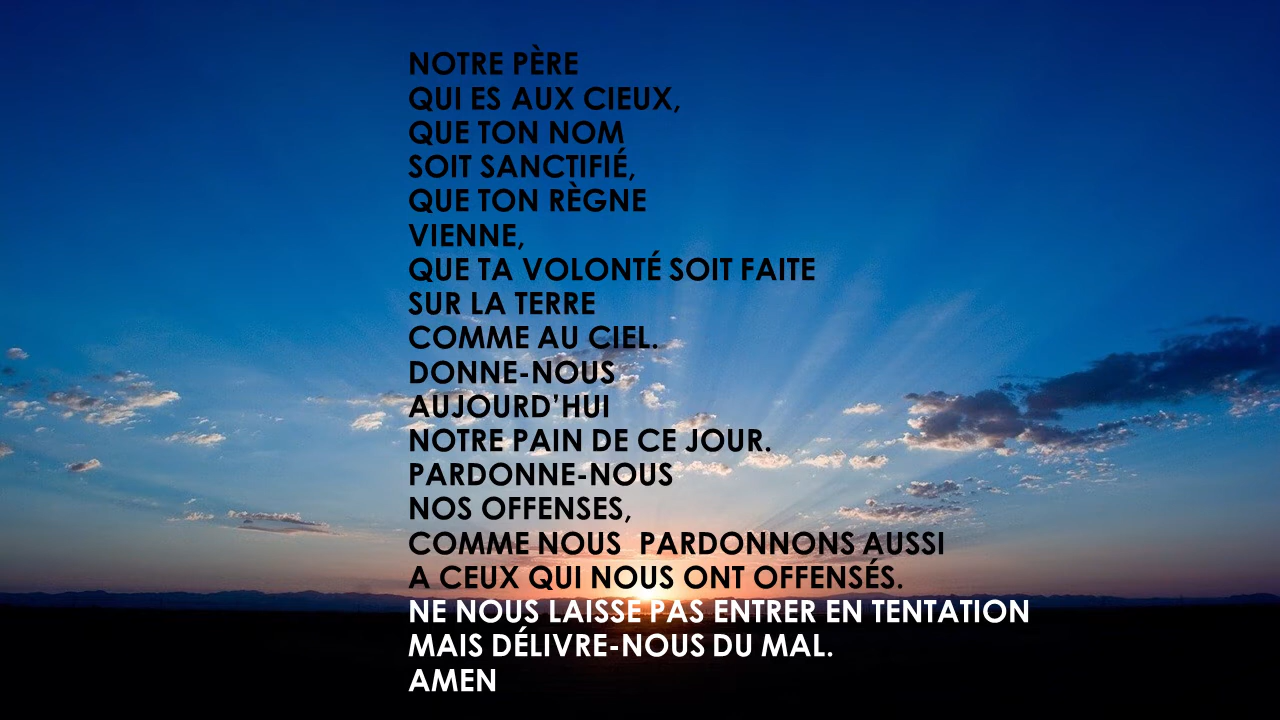 NOTRE PÈRE
QUI ES AUX CIEUX,
QUE TON NOM
SOIT SANCTIFIÉ,
QUE TON RÈGNE
VIENNE,
QUE TA VOLONTÉ SOIT FAITE
SUR LA TERRE
COMME AU CIEL.
DONNE-NOUS
AUJOURD’HUI
NOTRE PAIN DE CE JOUR.
PARDONNE-NOUS
NOS OFFENSES,
COMME NOUS  PARDONNONS AUSSI
A CEUX QUI NOUS ONT OFFENSÉS.
NE NOUS LAISSE PAS ENTRER EN TENTATION
MAIS DÉLIVRE-NOUS DU MAL.
AMEN